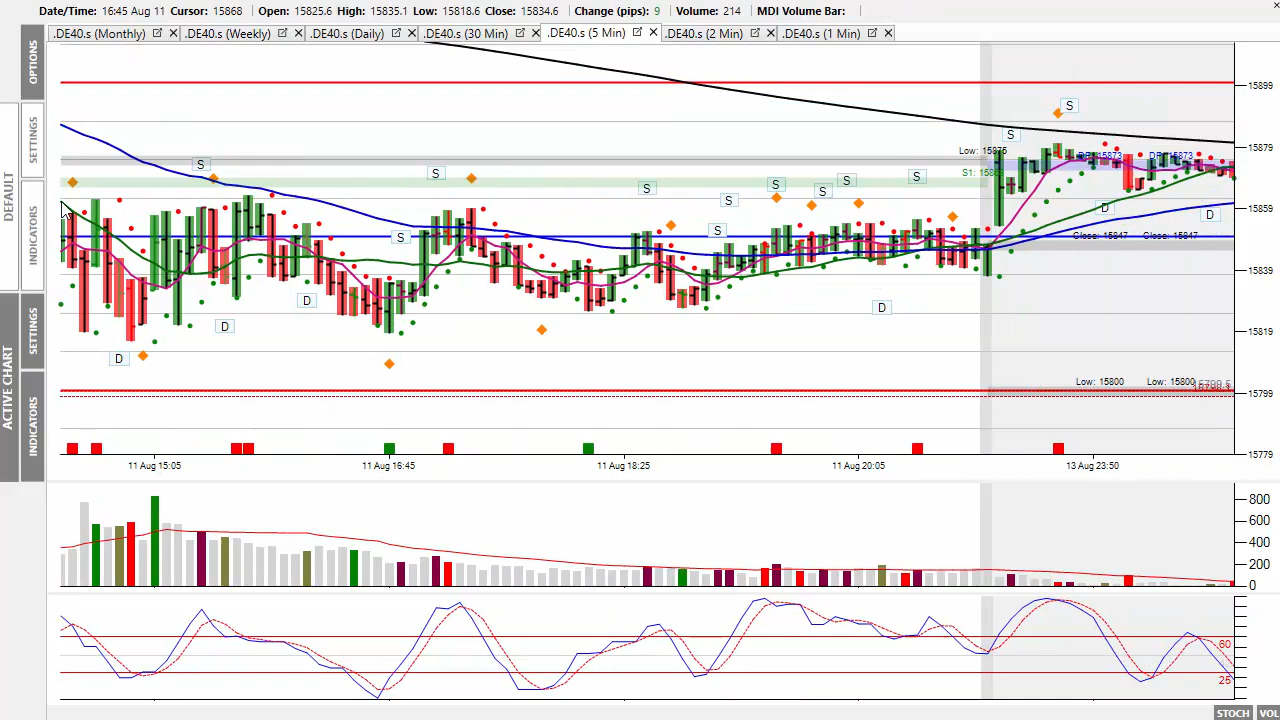 Date/Time: 16:45 Aug 11 Cursor: 15868 Open: 15825.6 High: 15835.1 Low: 15818.6 Close: 15834.6 Change (pips): 9 Volume: 214 MDI Volume Bar:
.DE40.s (Monthly) .DE40.s (Weekly) .DE40.s (Daily) .DE40.s (30 Min) .DE40.s (5 Min) .DE40.s (2 Min) .DE40.s (1 Min)
OPTIONS
SETTINGS
INDICATORS
DEFAULT
SETTINGS
INDICATORS
ACTIVE CHART
15899
15879
15859
15839
15819
15799
15779
S S S S S S S S S S S S S
D D D D D D
Low: 15875
S1:
15873 15873
Close: 15847 Close: 15847
Low: 15800 Low: 15800
11 Aug 15:05 11 Aug 16:45 11 Aug 18:25 11 Aug 20:05 13 Aug 23:50
800
600
400
200
0
60
25
STOCH VOL